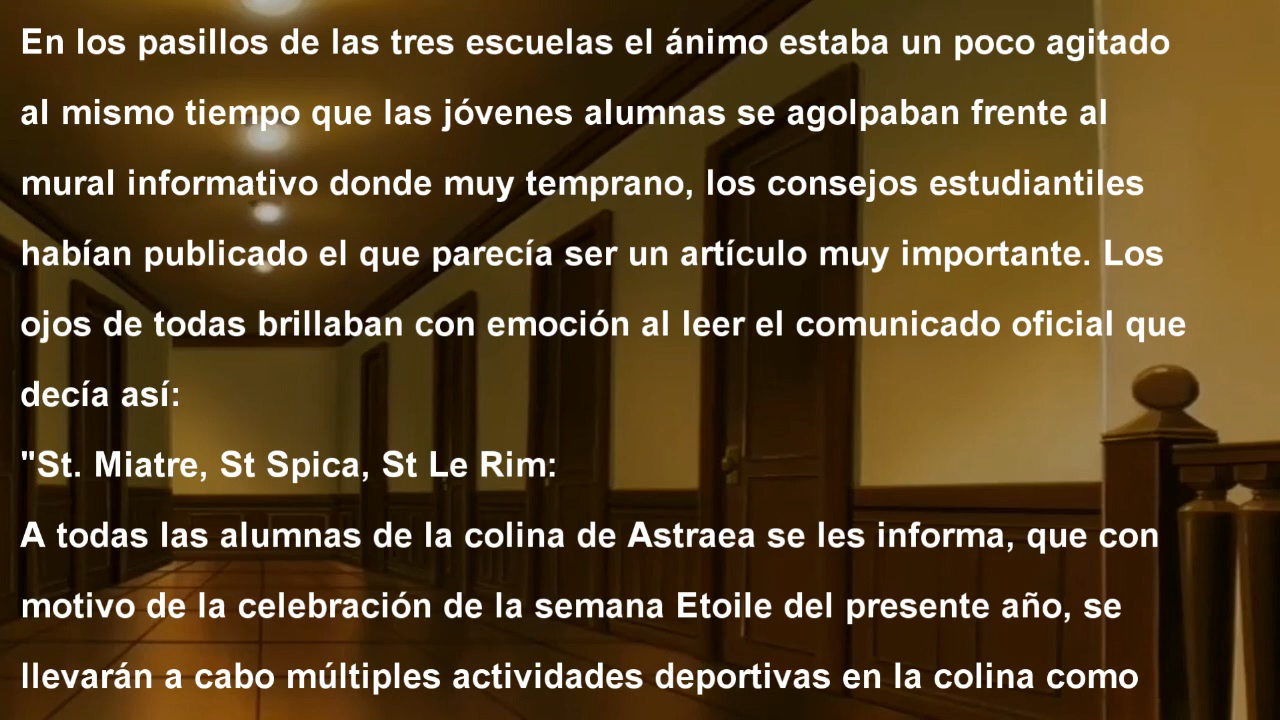 En los pasillos de las tres escuelas el ánimo estaba un poco agitado
al mismo tiempo que las jóvenes alumnas se agolpaban frente al
mural informativo donde muy temprano, los consejos estudiantiles
habían publicado el que parecía ser un artículo muy importante. Los
ojos de todas brillaban con emoción al leer el comunicado oficial que
decía así:
"St. Miatre, St Spica, St Le Rim:
A todas las alumnas de la colina de Astraea se les informa, que con
motivo de la celebración de la semana Etoile del presente año, se
llevarán a cabo múltiples actividades deportivas en la colina como